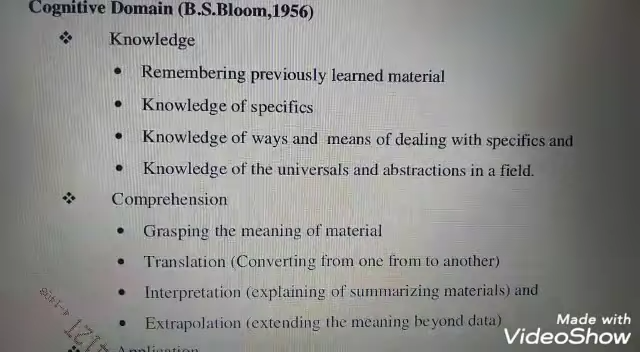 Cognitive Domain (B.S.Bloom,1956)
❖ Knowledge
• Remembering previously learned material
• Knowledge of specifics
• Knowledge of ways and means of dealing with specifics and
• Knowledge of the universals and abstractions in a field.
❖ Comprehension
• Grasping the meaning of material
• Translation (Converting from one from to another)
• Interpretation (explaining of summarizing materials) and
• Extrapolation (extending the meaning beyond data)
❖ Application
Made with
VideoShow